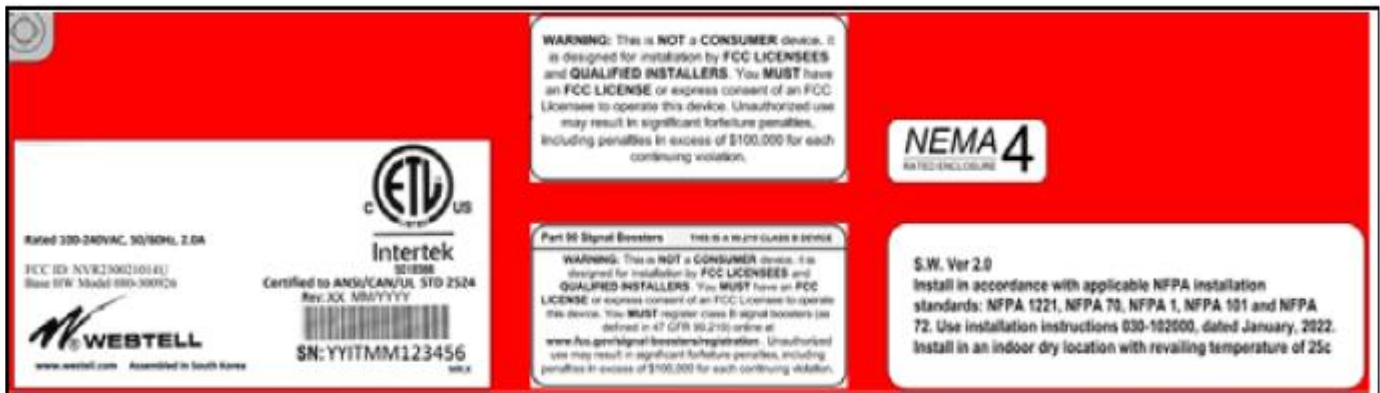 WARNING: This is NOT a CONSUMER device. It
is designed for installation by FCC LICENSEES
and QUALIFIED INSTALLERS. You MUST have
an FCC LICENSE or express consent of an FCC
Licensee to operate this device. Unauthorized use
may result in significant forfeiture penalties,
including penalties in excess of $100,000 for each
continuing violation.
NEMA 4
RATED ENCLOSURE
ETL
C US
Intertek
Rated 100-240VAC, 50/60Hz, 2.0A
FCC ID: NVR230021014U
Base HW Model 080-300926
Certified to ANSI/CAN/UL STD 2524
Rev: XX MM/YYYY
WESTELL
SN: YYITMM123456
www.westell.com Assembled in South Korea
Part 90 Signal Boosters THIS IS A 90.219 CLASS B DEVICE
WARNING: This is NOT a CONSUMER device. It is
designed for installation by FCC LICENSEES and
QUALIFIED INSTALLERS. You MUST have an FCC
LICENSE or express consent of an FCC Licensee to operate
this device. You MUST register class B signal boosters (as
defined in 47 CFR 90.219) online at
www.fcc.gov/signal-boosters/registration. Unauthorized
use may result in significant forfeiture penalties, including
penalties in excess of $100,000 for each continuing violation.
S.W. Ver 2.0
Install in accordance with applicable NFPA installation
standards: NFPA 1221, NFPA 70, NFPA 1, NFPA 101 and NFPA
72. Use installation instructions 030-102000, dated January, 2022.
Install in an indoor dry location with revailing temperature of 25c